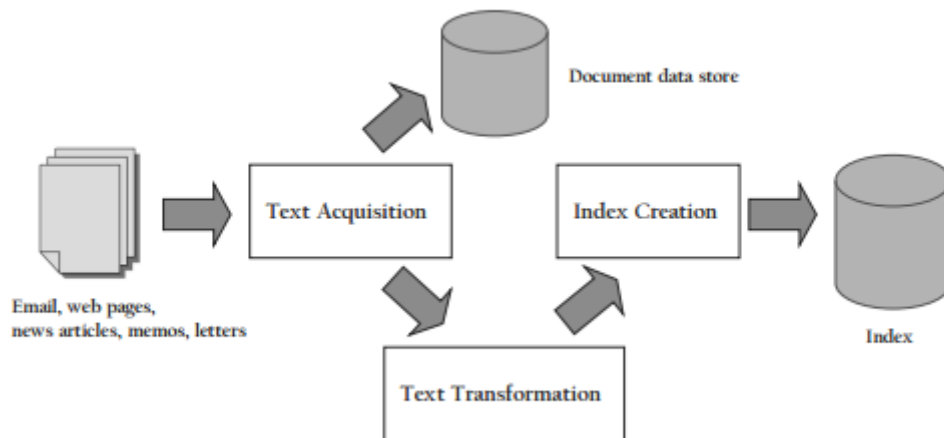 Document data store
Text Acquisition
Index Creation
Email, web pages,
news articles, memos, letters
Index
Text Transformation